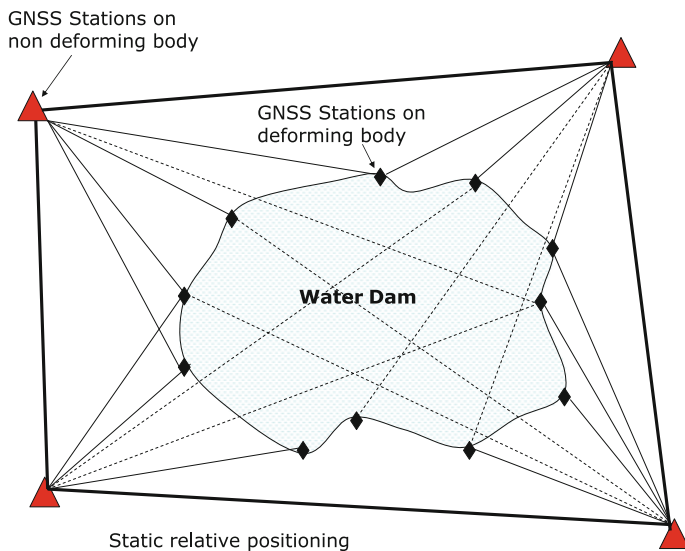 GNSS Stations on
non deforming body
GNSS Stations on
deforming body
Water Dam
Static relative positioning